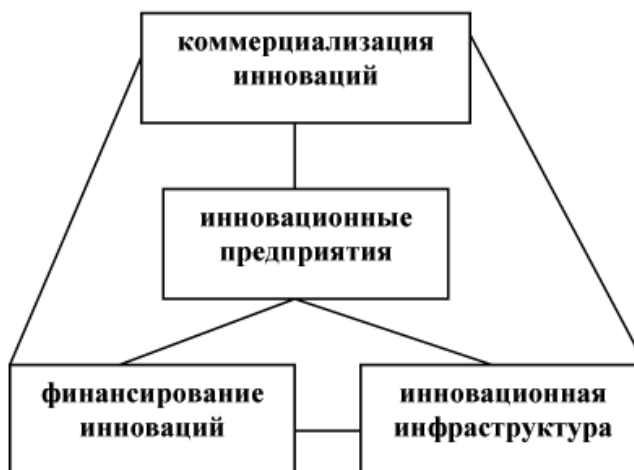 коммерциализация
инноваций
инновационные
предприятия
финансирование
инноваций
инновационная
инфраструктура